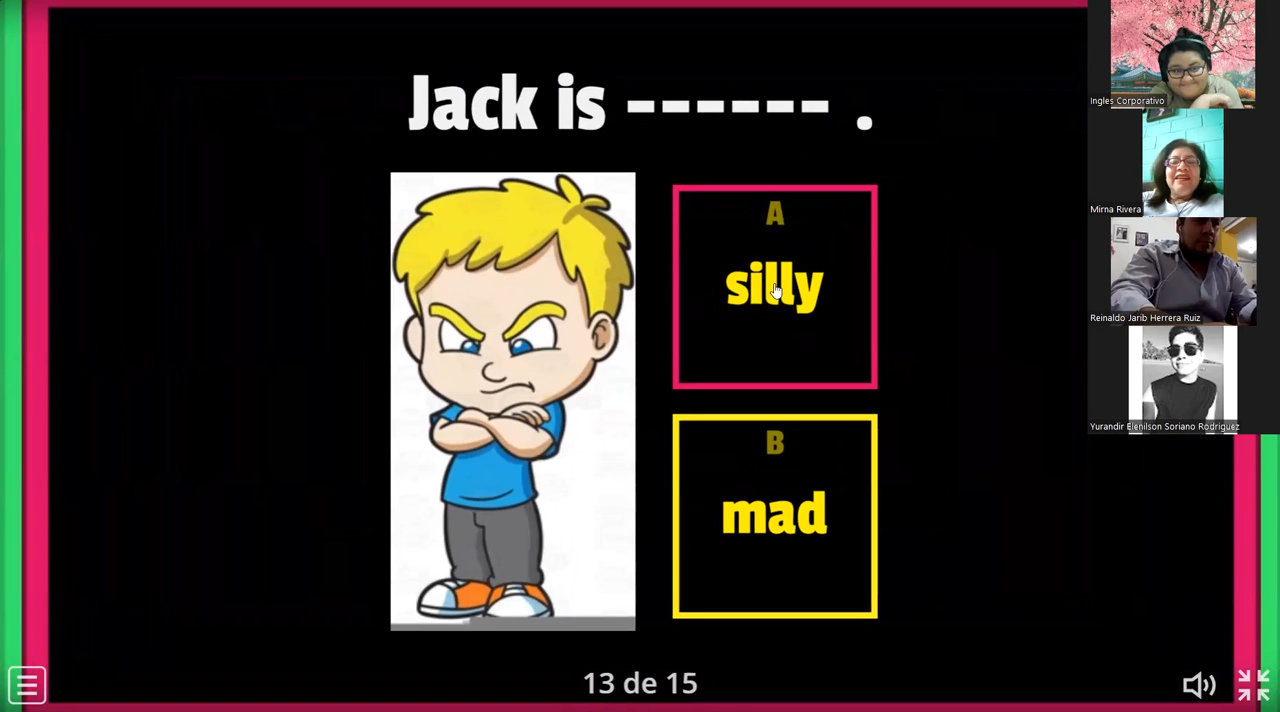 Jack is ------ .
A
silly
B
mad
13 de 15
Ingles Corporativo
Mirna Rivera
Reinaldo Jarib Herrera Ruiz
Yurandir Elenilson Soriano Rodriguez